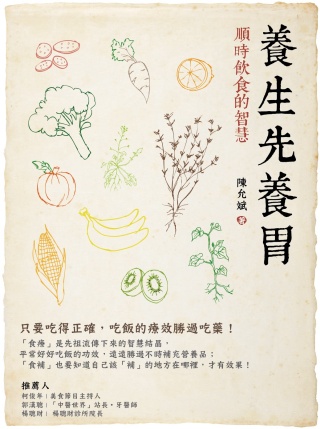 養生先養胃
順時飲食的智慧
陳允斌 著
只要吃得正確，吃飯的療效勝過吃藥！
「食療」是先祖流傳下來的智慧結晶，
平常好好吃飯的功效，遠遠勝過不時補充營養品；
「食補」也要知道自己該「補」的地方在哪裡，才有效果！
推薦人
柯俊年：美食節目主持人
郭漢聰：「中醫世界」站長‧牙醫師
楊聰財：楊聰財診所院長